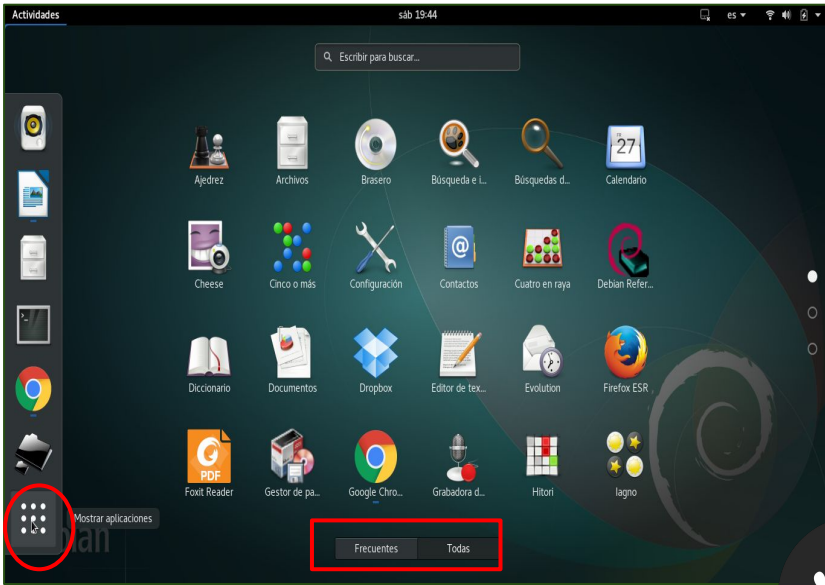 Actividades sáb 19:44 es
Escribir para buscar...
27
Ajedrez Archivos Brasero Búsqueda e i... Búsquedas d... Calendario
@
Cheese Cinco o más Configuración Contactos Cuatro en raya Debian Refer...
Diccionario Documentos Dropbox Editor de tex... Evolution Firefox ESR
PDF
Foxit Reader Gestor de pa... Google Chro... Grabadora d... Hitori Iagno
Mostrar aplicaciones
Frecuentes Todas